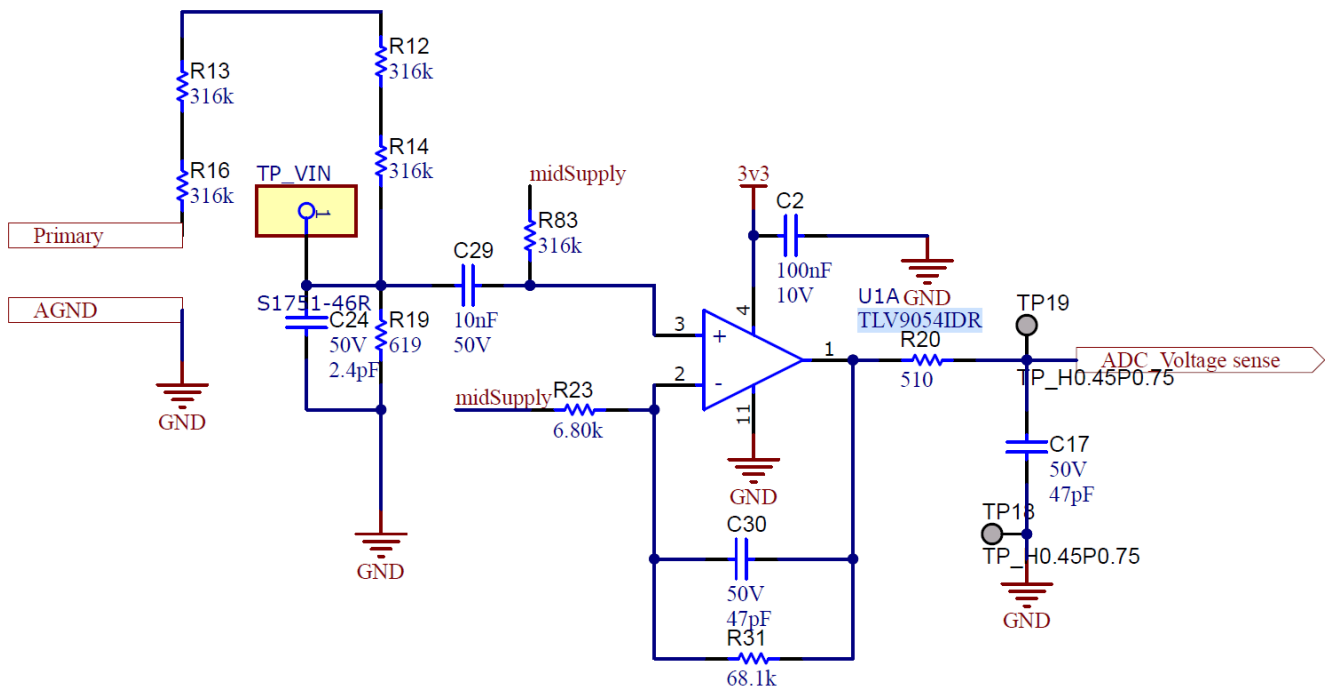 R13
316k
R16
316k
R12
316k
R14
316k
TP_VIN
1
Primary
AGND
GND
S1751-46R
C24
50V
2.4pF
R19
619
GND
C29
10nF
50V
midSupply
R83
316k
3v3
C2
100nF
10V
GND
U1A
TLV9054IDR
3
+
2
-
4
11
1
GND
midSupply
R23
6.80k
R20
510
TP19
TP_H0.45P0.75
ADC_Voltage sense
C17
50V
47pF
TP18
TP_H0.45P0.75
GND
C30
50V
47pF
R31
68.1k